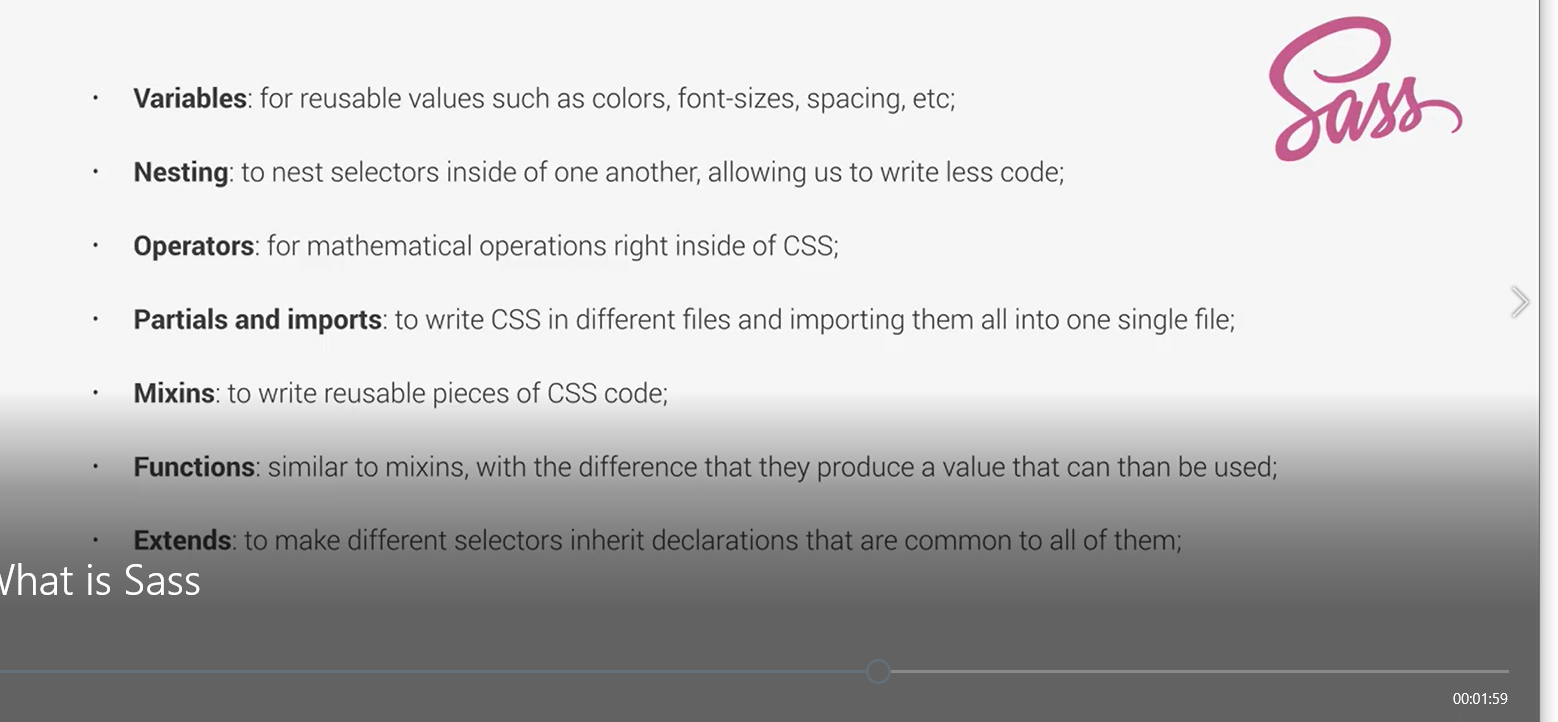 Sass
• Variables: for reusable values such as colors, font-sizes, spacing, etc;
• Nesting: to nest selectors inside of one another, allowing us to write less code;
• Operators: for mathematical operations right inside of CSS;
• Partials and imports: to write CSS in different files and importing them all into one single file;
• Mixins: to write reusable pieces of CSS code;
• Functions: similar to mixins, with the difference that they produce a value that can than be used;
• Extends: to make different selectors inherit declarations that are common to all of them;
What is Sass
00:01:59